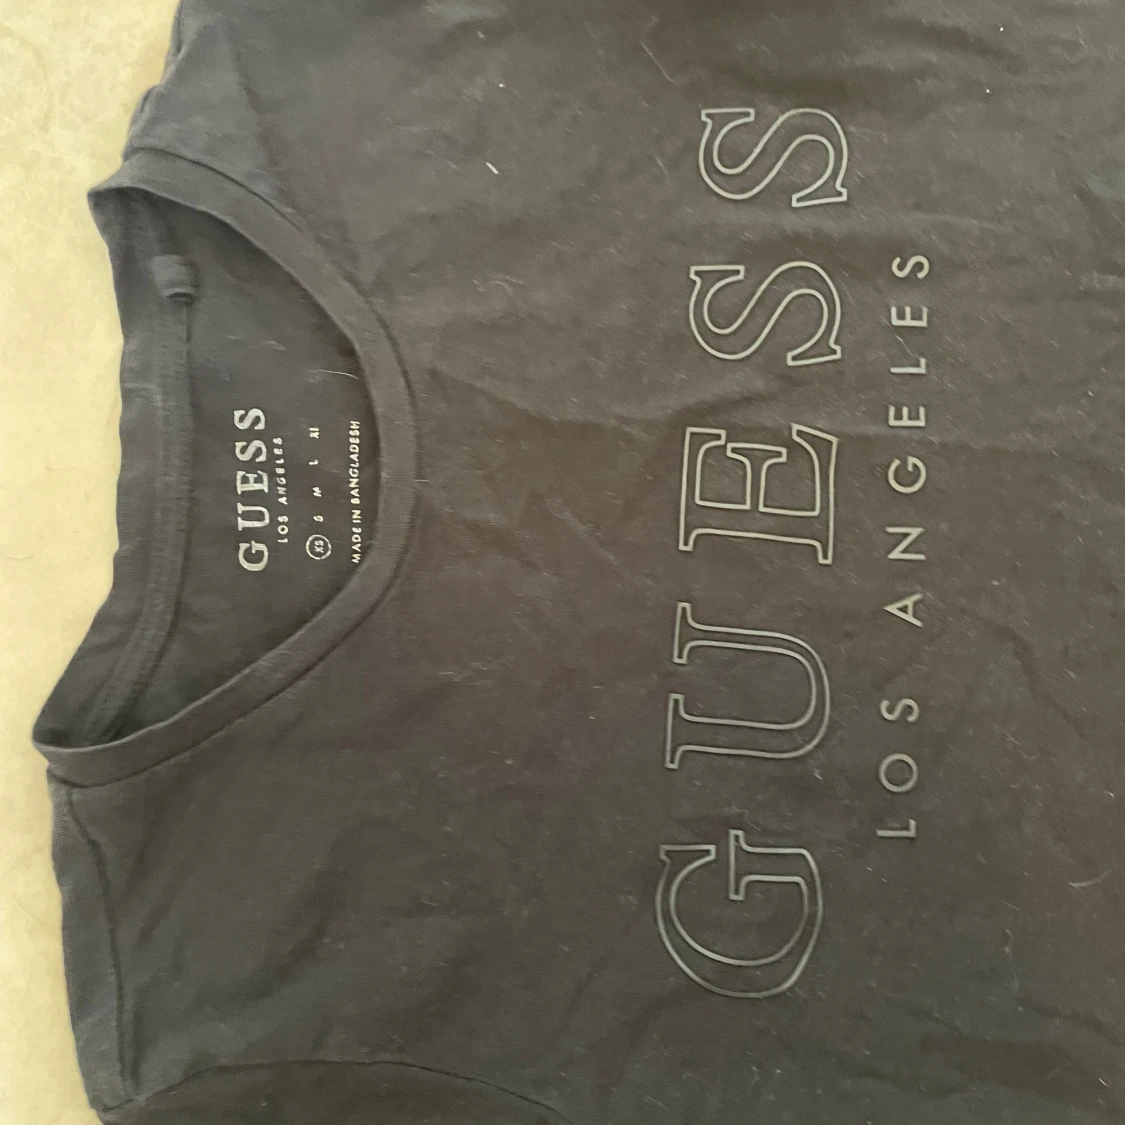 GUESS
LOS ANGELES
XS S M L XL
MADE IN BANGLADESH
GUESS
LOS ANGELES